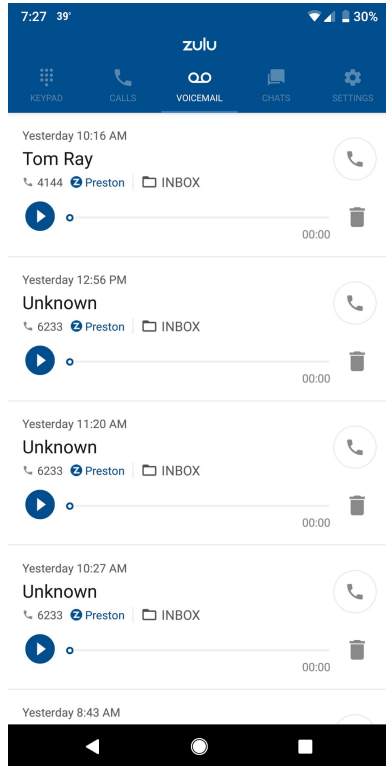 7:27 39° 30%
zulu
KEYPAD CALLS VOICEMAIL CHATS SETTINGS
Yesterday 10:16 AM
Tom Ray
4144 Z Preston INBOX
00:00
Yesterday 12:56 PM
Unknown
6233 Z Preston INBOX
00:00
Yesterday 11:20 AM
Unknown
6233 Z Preston INBOX
00:00
Yesterday 10:27 AM
Unknown
6233 Z Preston INBOX
00:00
Yesterday 8:43 AM